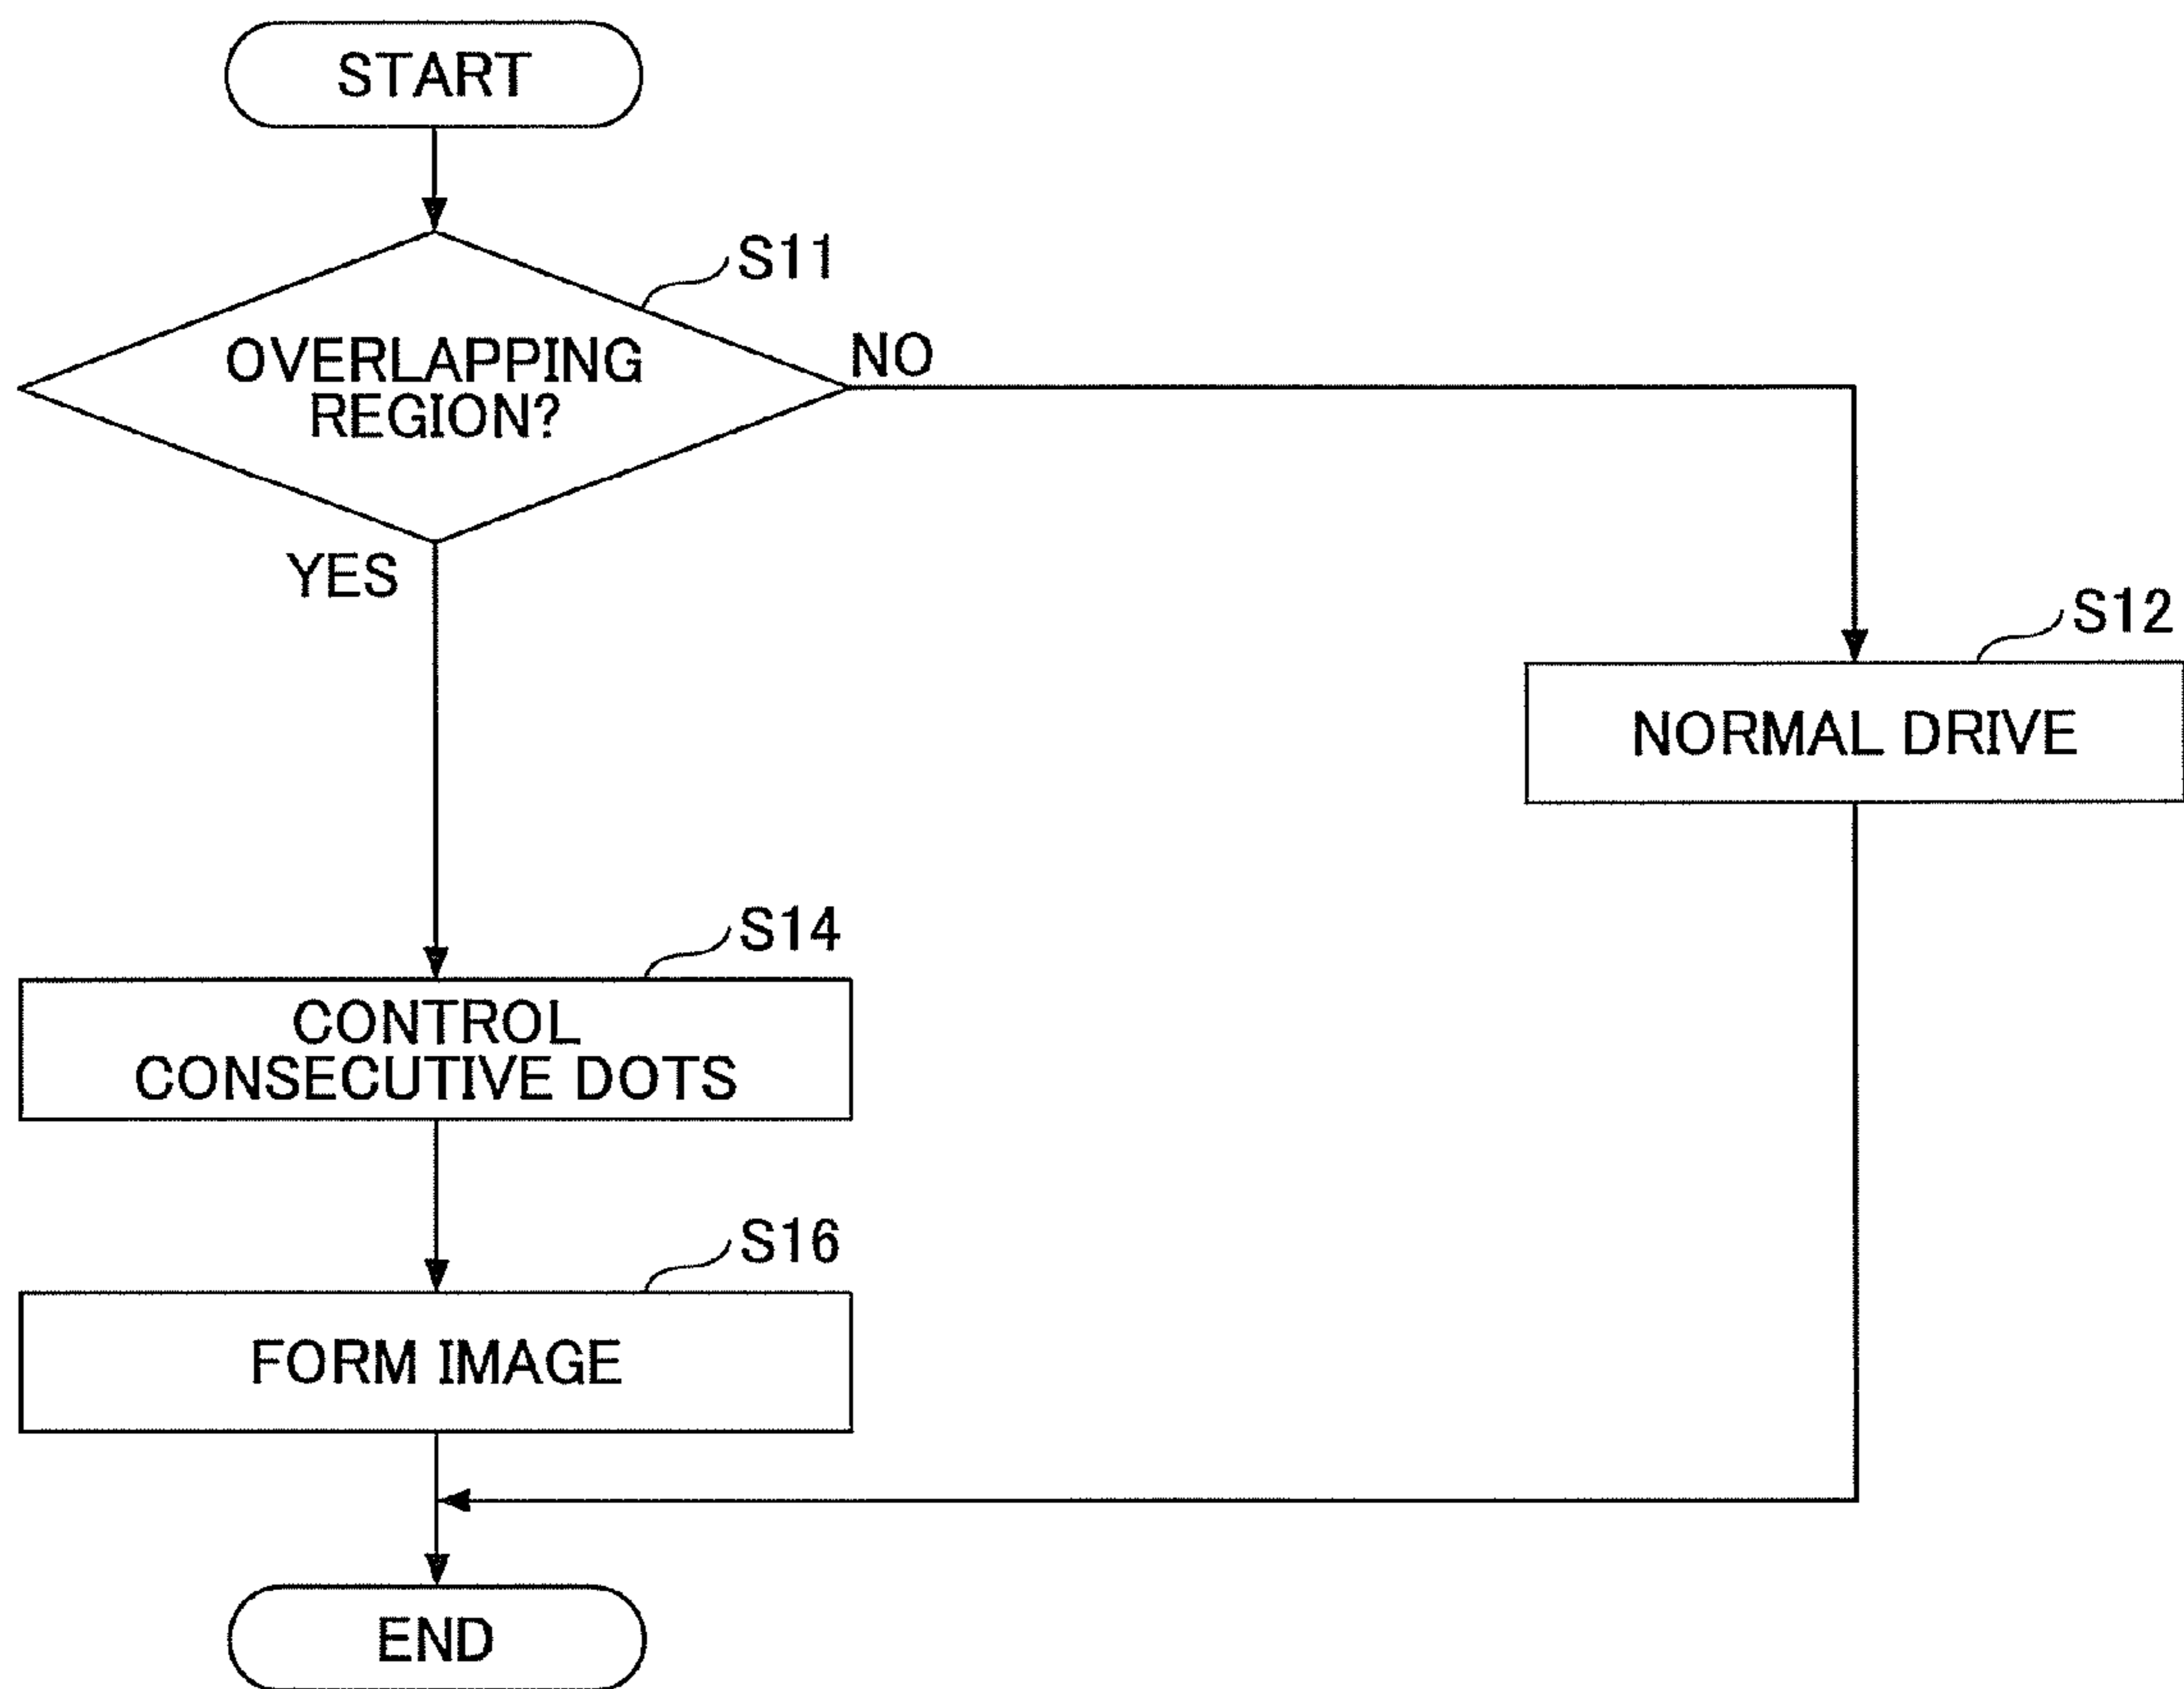 START
S11
OVERLAPPING
REGION?
NO
YES
S12
NORMAL DRIVE
S14
CONTROL
CONSECUTIVE DOTS
S16
FORM IMAGE
END